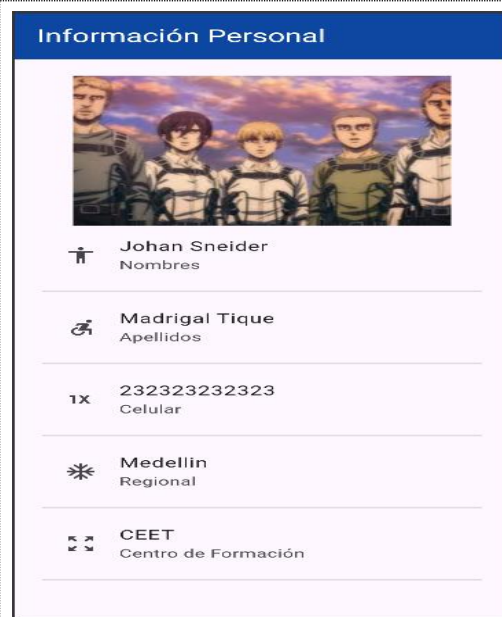 Información Personal
Johan Sneider
Nombres
Madrigal Tique
Apellidos
1X
232323232323
Celular
Medellin
Regional
CEET
Centro de Formación